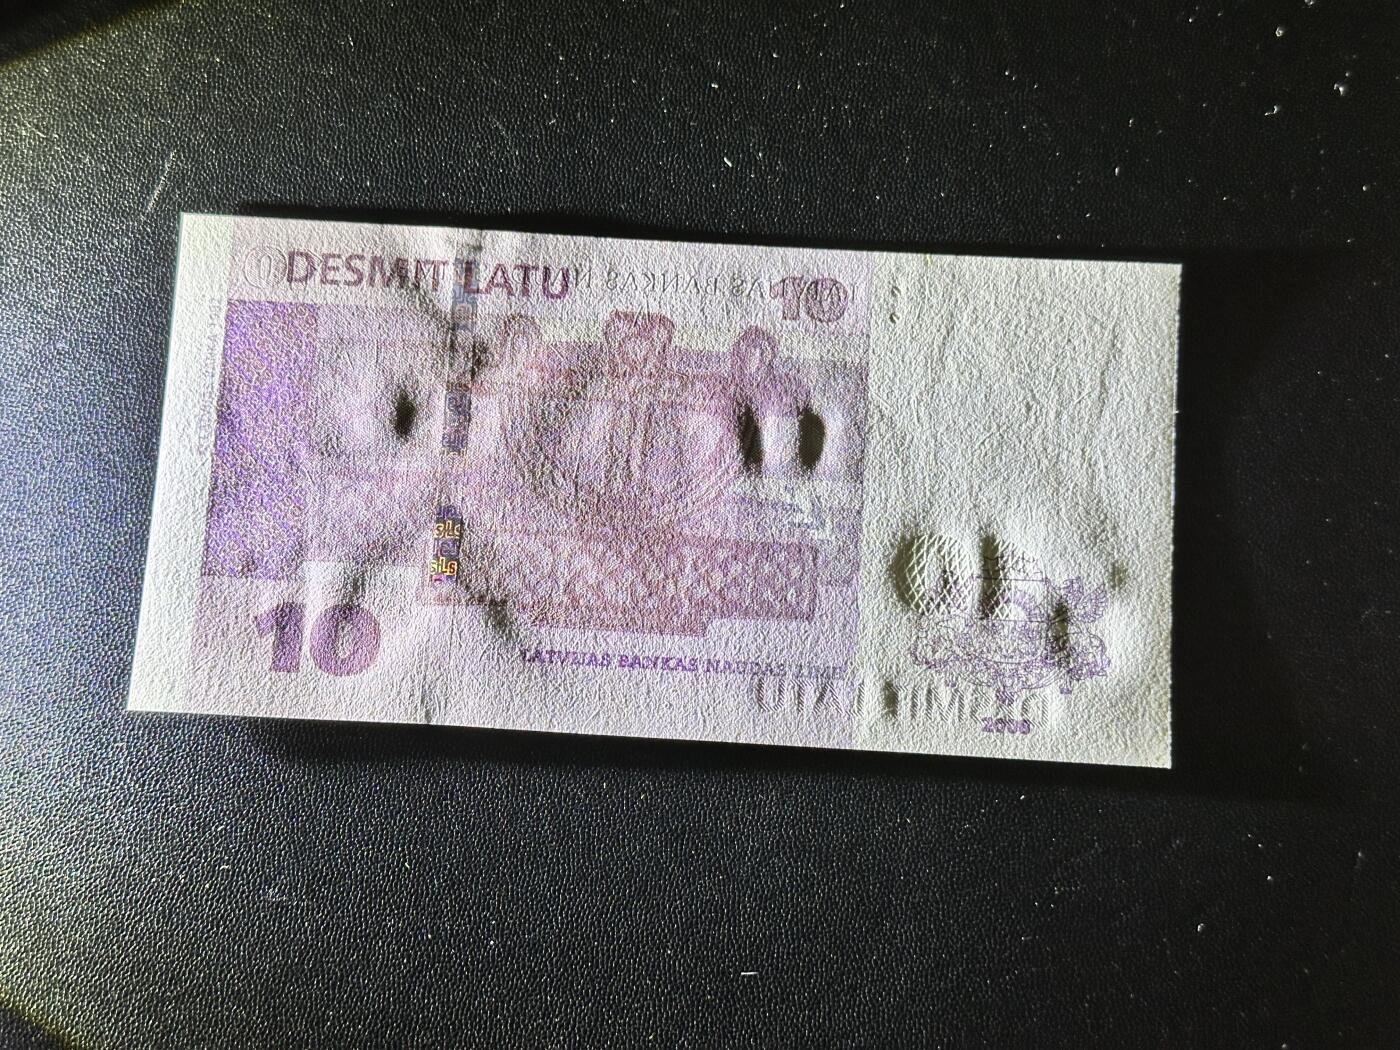 DESMIT LATU
10
10
LATVIJAS BANKAS NAUDAS ZĪME
2008